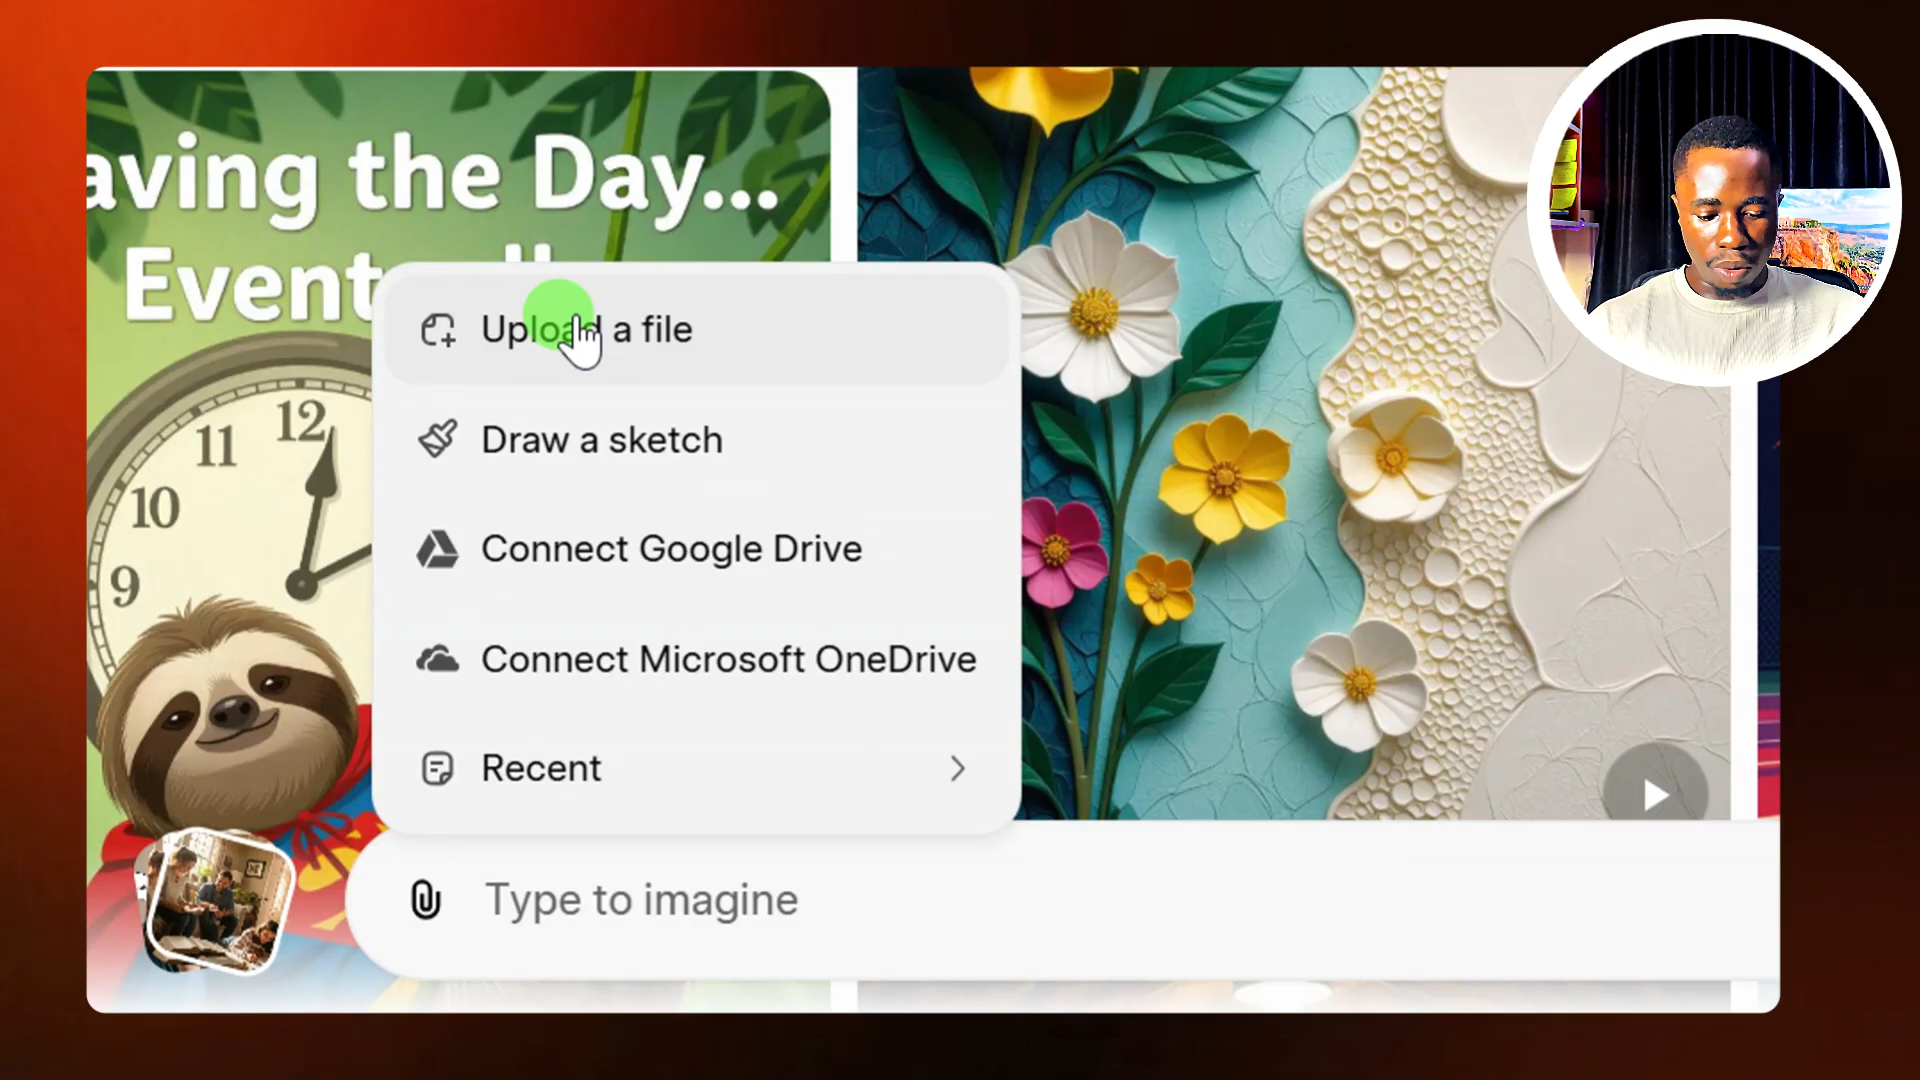 aving the Day...
Event
12
11
10
9
Upload a file
Draw a sketch
Connect Google Drive
Connect Microsoft OneDrive
Recent
Type to imagine